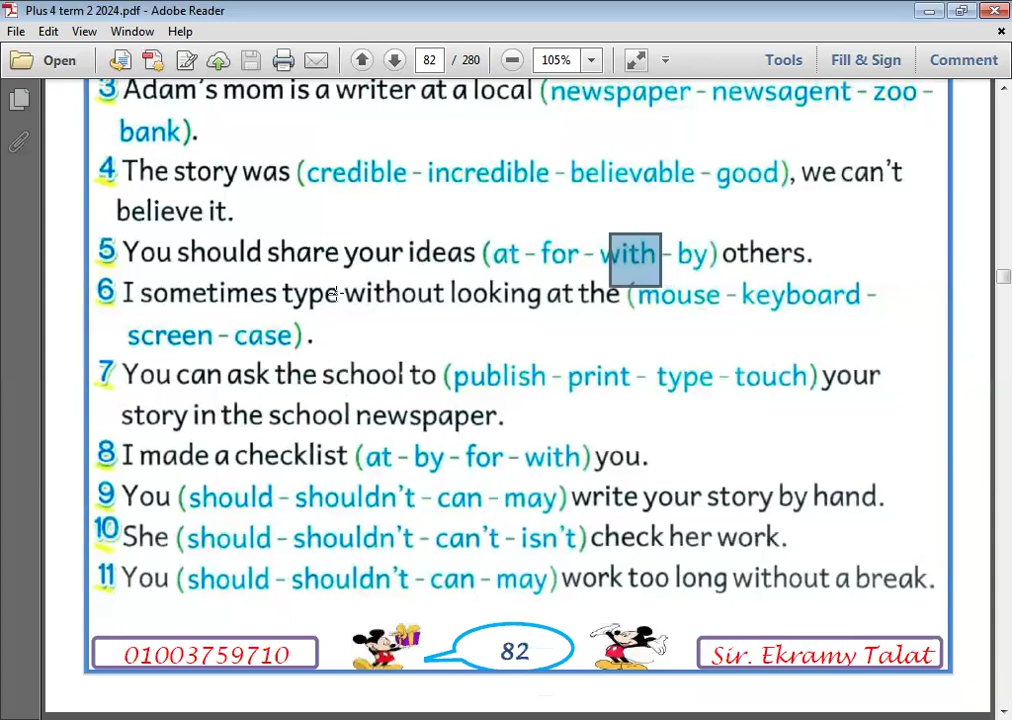 Plus 4 term 2 2024.pdf - Adobe Reader
File Edit View Window Help
Open 82 / 280 105% Tools Fill & Sign Comment
3 Adam's mom is a writer at a local (newspaper - newsagent - zoo -
bank).
4 The story was (credible - incredible - believable - good), we can't
believe it.
5 You should share your ideas (at - for - with - by) others.
6 I sometimes type without looking at the (mouse - keyboard -
screen - case) .
7 You can ask the school to (publish - print - type - touch) your
story in the school newspaper.
8 I made a checklist (at - by - for - with) you.
9 You (should - shouldn't - can - may) write your story by hand.
10 She (should - shouldn't - can't - isn't) check her work.
11 You (should - shouldn't - can - may) work too long without a break.
01003759710 82 Sir. Ekramy Talat